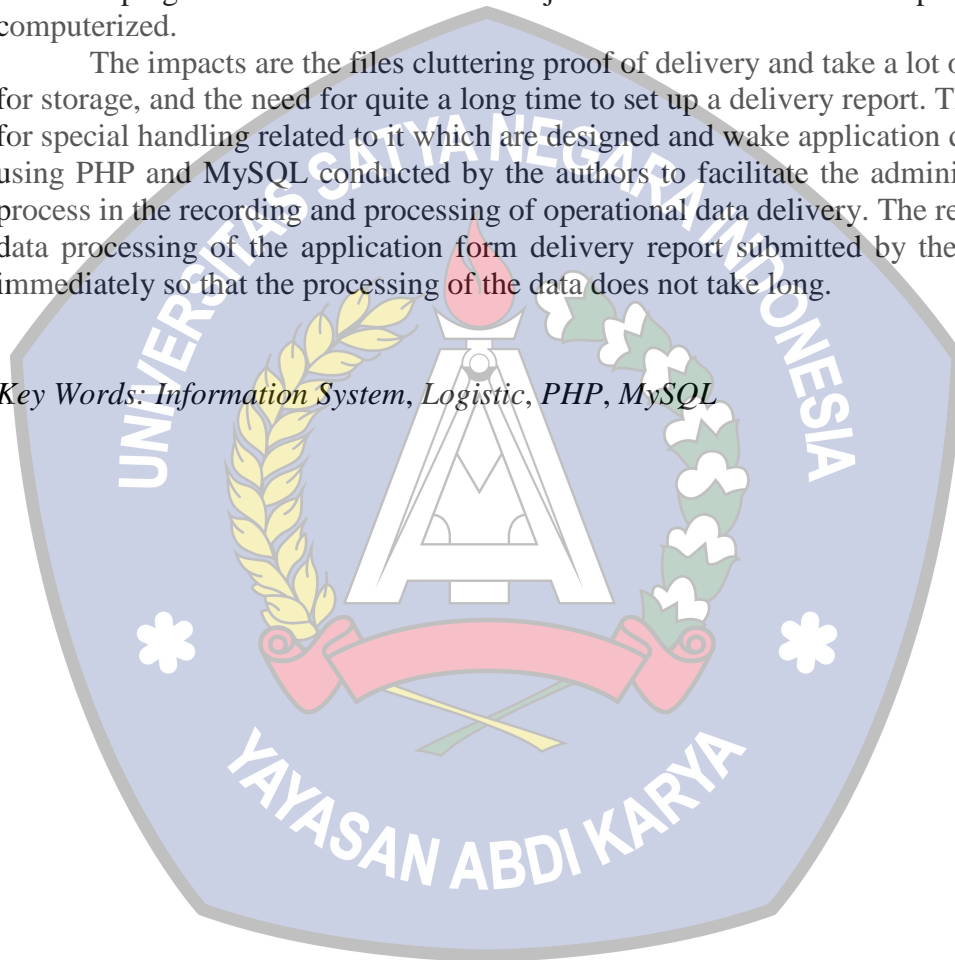 computerized.
The impacts are the files cluttering proof of delivery and take a lot
for storage, and the need for quite a long time to set up a delivery report.
for special handling related to it which are designed and wake application
using PHP and MySQL conducted by the authors to facilitate the
process in the recording and processing of operational data delivery. The
data processing of the application form delivery report submitted by the
immediately so that the processing of the data does not take long.
Key Words: Information System, Logistic, PHP, MySQL
UNIVERSITAS SATYA NEGARA INDONESIA
YAYASAN ABDI KARYA